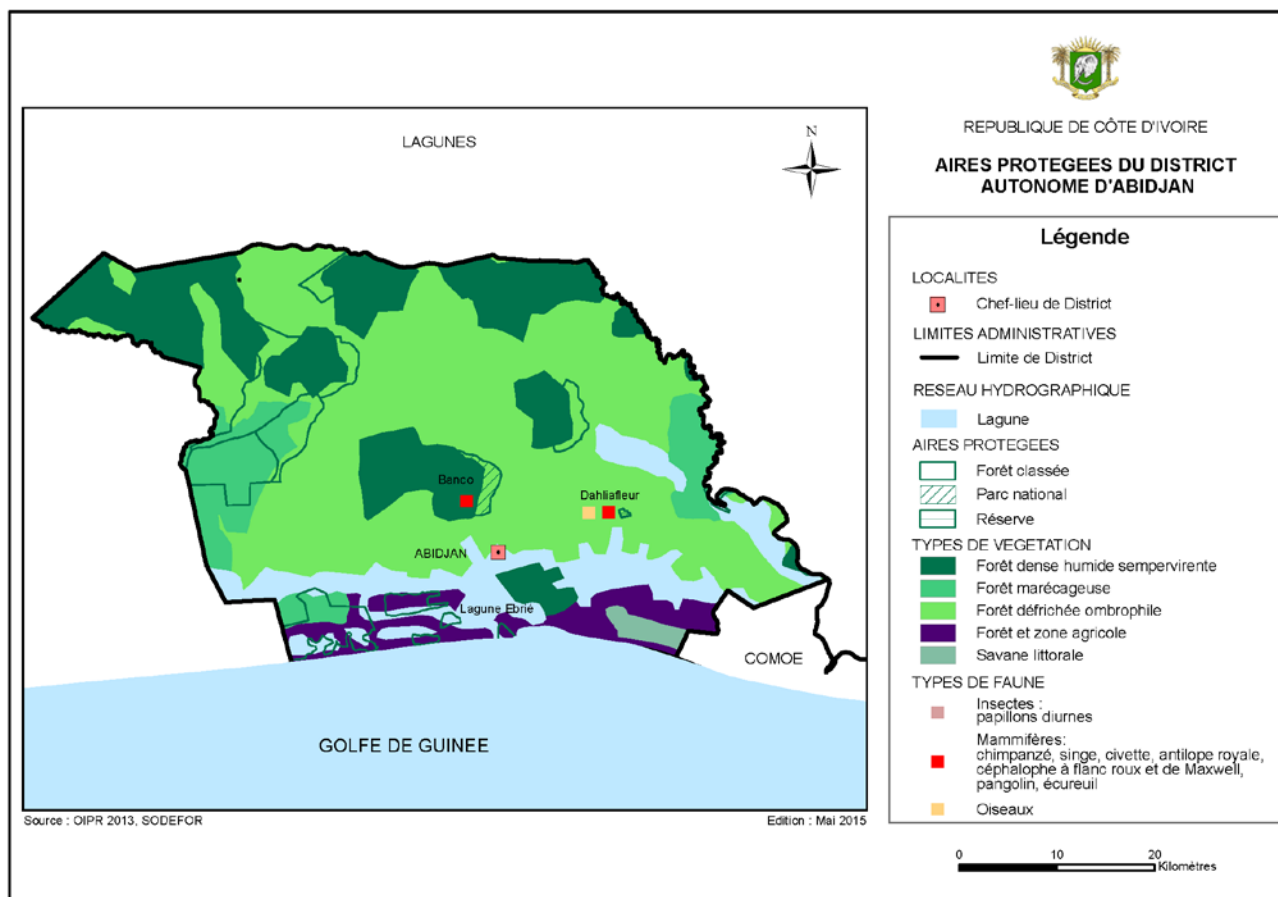 LAGUNES
N
Banco
Dahliafleur
ABIDJAN
Lagune Ebrié
COMOE
GOLFE DE GUINEE
Source : OIPR 2013, SODEFOR
Edition : Mai 2015
REPUBLIQUE DE CÔTE D'IVOIRE
AIRES PROTEGEES DU DISTRICT
AUTONOME D'ABIDJAN
Légende
LOCALITES
Chef-lieu de District
LIMITES ADMINISTRATIVES
Limite de District
RESEAU HYDROGRAPHIQUE
Lagune
AIRES PROTEGEES
Forêt classée
Parc national
Réserve
TYPES DE VEGETATION
Forêt dense humide sempervirente
Forêt marécageuse
Forêt défrichée ombrophile
Forêt et zone agricole
Savane littorale
TYPES DE FAUNE
Insectes :
papillons diurnes
Mammifères:
chimpanzé, singe, civette, antilope royale,
céphalophe à flanc roux et de Maxwell,
pangolin, écureuil
Oiseaux
0 10 20
Kilomètres